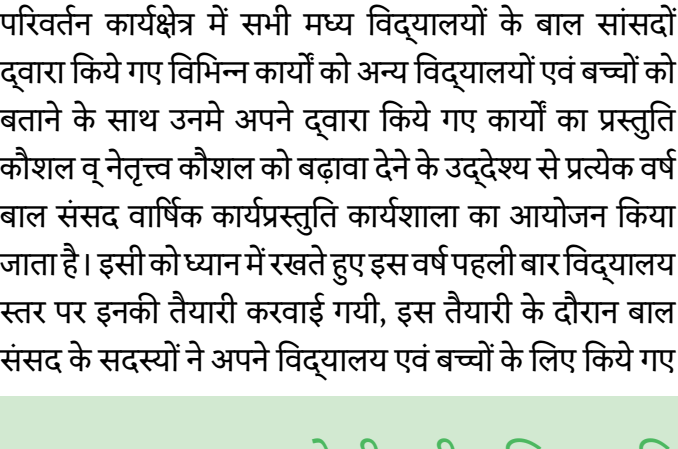 परिवर्तन कार्यक्षेत्र में सभी मध्य विद्यालयों के बाल सांसदों
द्वारा किये गए विभिन्न कार्यों को अन्य विद्यालयों एवं बच्चों को
बताने के साथ उनमे अपने द्वारा किये गए कार्यों का प्रस्तुति
कौशल व् नेतृत्त्व कौशल को बढ़ावा देने के उद्देश्य से प्रत्येक वर्ष
बाल संसद वार्षिक कार्यप्रस्तुति कार्यशाला का आयोजन किया
जाता है। इसी को ध्यान में रखते हुए इस वर्ष पहली बार विद्यालय
स्तर पर इनकी तैयारी करवाई गयी, इस तैयारी के दौरान बाल
संसद के सदस्यों ने अपने विद्यालय एवं बच्चों के लिए किये गए